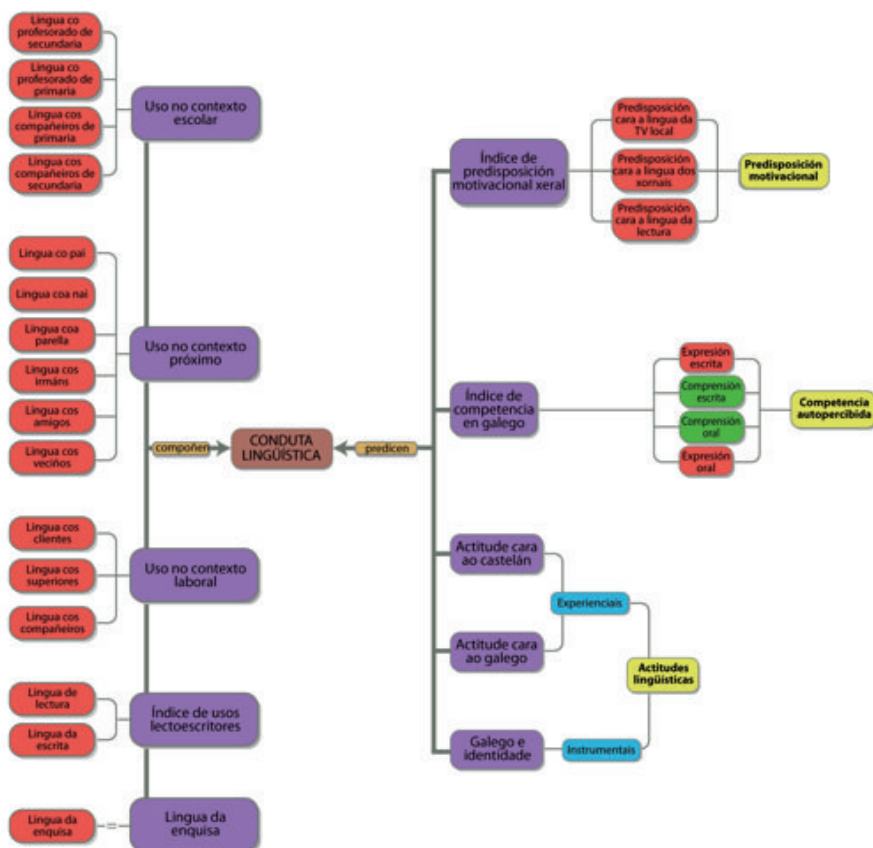 Lingua co
profesorado de
secundaria
Lingua co
profesorado de
primaria
Lingua cos
compañeiros de
primaria
Lingua cos
compañeiros de
secundaria
Uso no contexto
escolar
Lingua co pai
Lingua coa nai
Lingua coa
parella
Lingua cos
irmáns
Lingua cos
amigos
Lingua cos
veciños
Uso no contexto
próximo
Lingua cos
clientes
Lingua cos
superiores
Lingua cos
compañeiros
Uso no contexto
laboral
Lingua de
lectura
Lingua da
escrita
Índice de usos
lectoescritores
Lingua da
enquisa
=
Lingua da
enquisa
compoñen
CONDUTA
LINGÜÍSTICA
predicen
Índice de
predisposición
motivacional xeral
Predisposición
cara a lingua da
TV local
Predisposición
cara a lingua dos
xornais
Predisposición
cara a lingua da
lectura
Predisposición
motivacional
Índice de
competencia
en galego
Expresión
escrita
Comprensión
escrita
Comprensión
oral
Expresión
oral
Competencia
autopercibida
Actitude cara
ao castelán
Actitude cara
ao galego
Galego e
identidade
Experienciais
Instrumentais
Actitudes
lingüísticas